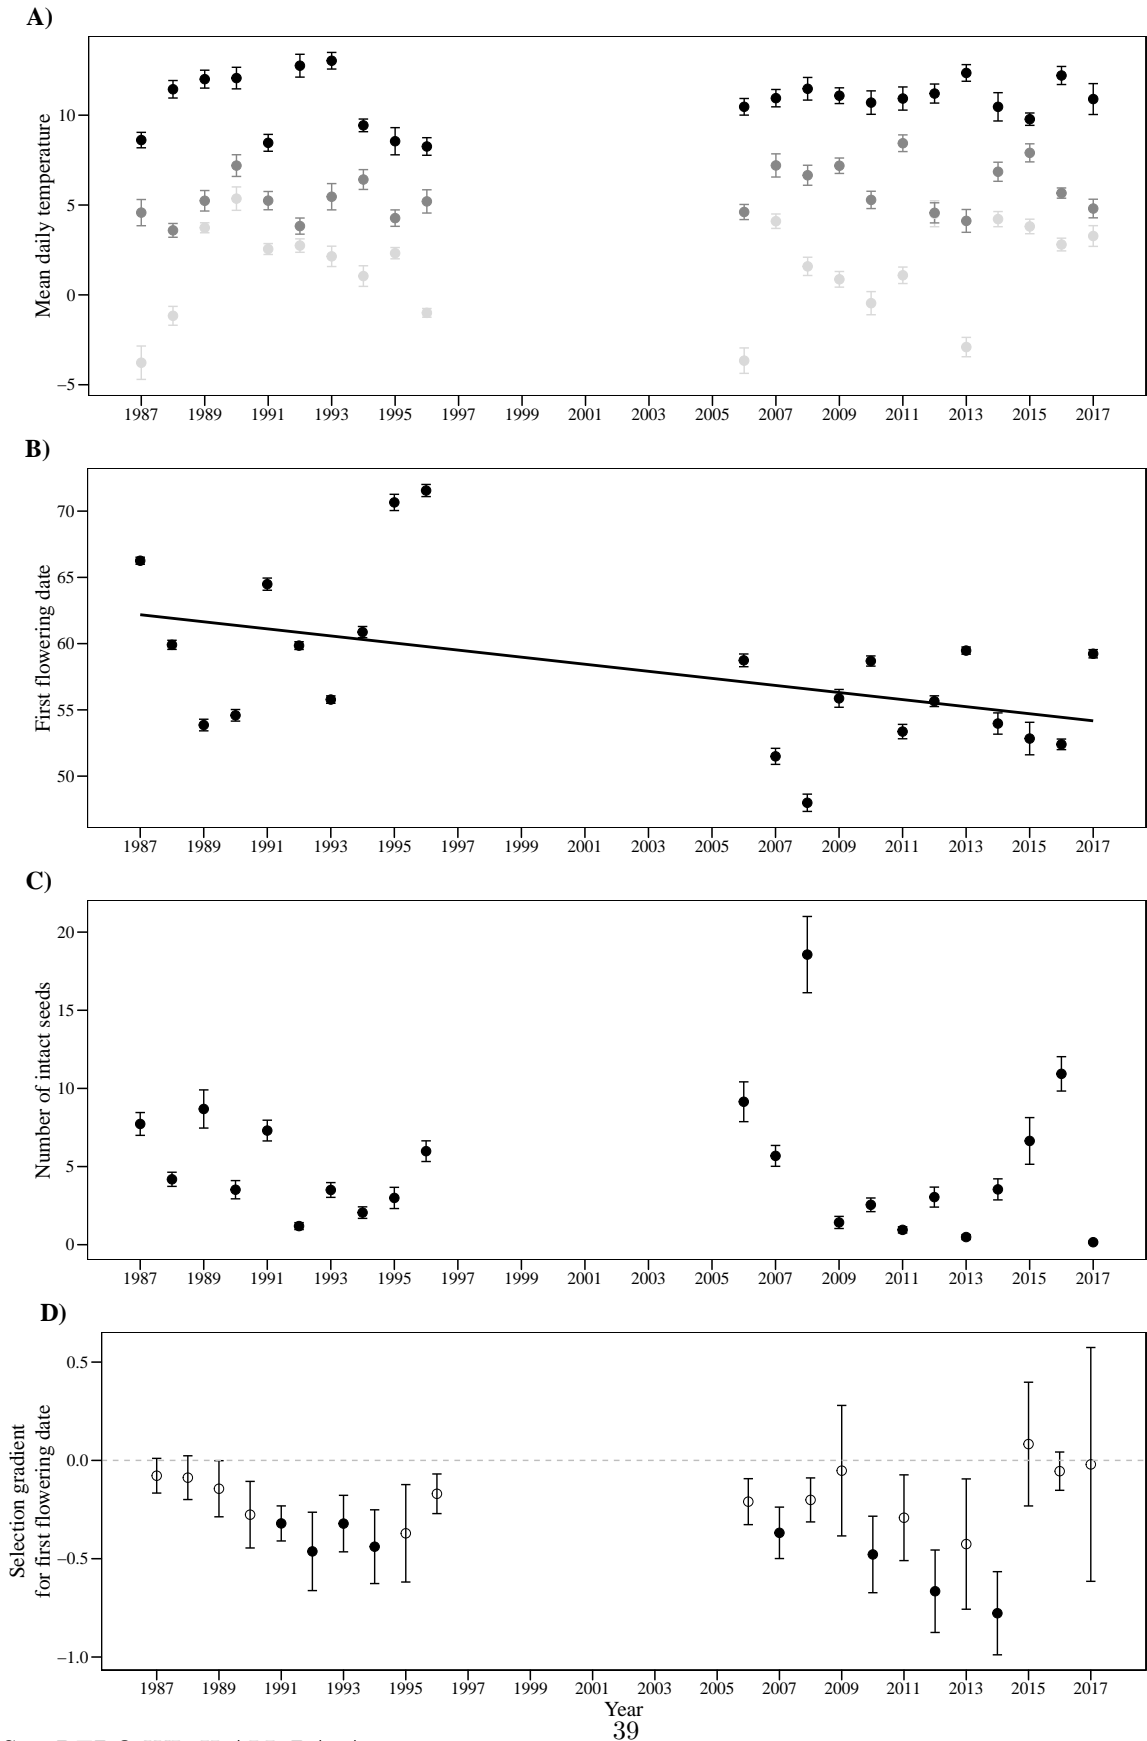 A)
Mean daily temperature
10
5
0
−5
1987 1989 1991 1993 1995 1997 1999 2001 2003 2005 2007 2009 2011 2013 2015 2017
B)
First flowering date
70
65
60
55
50
1987 1989 1991 1993 1995 1997 1999 2001 2003 2005 2007 2009 2011 2013 2015 2017
C)
Number of intact seeds
20
15
10
5
0
1987 1989 1991 1993 1995 1997 1999 2001 2003 2005 2007 2009 2011 2013 2015 2017
D)
Selection gradient
for first flowering date
0.5
0.0
−0.5
−1.0
1987 1989 1991 1993 1995 1997 1999 2001 2003 2005 2007 2009 2011 2013 2015 2017
Year
39